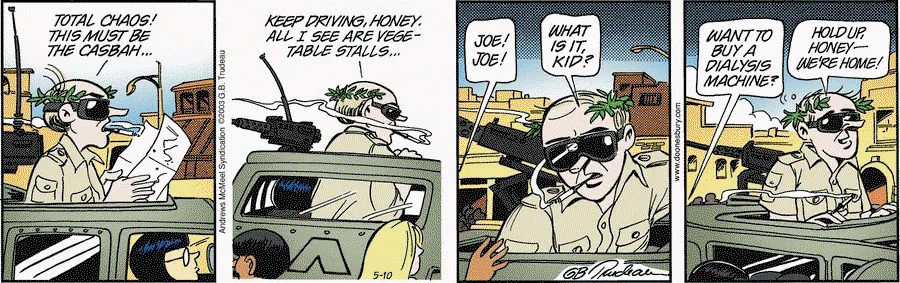 TOTAL CHAOS!
THIS MUST BE
THE CASBAH...
Andrews McMeel Syndication ©2003 G.B. Trudeau
KEEP DRIVING, HONEY.
ALL I SEE ARE VEGE-
TABLE STALLS...
5-10
JOE!
JOE!
WHAT
IS IT,
KID?
GB Trudeau
www.doonesbury.com
WANT TO
BUY A
DIALYSIS
MACHINE?
HOLD UP,
HONEY—
WE'RE HOME!